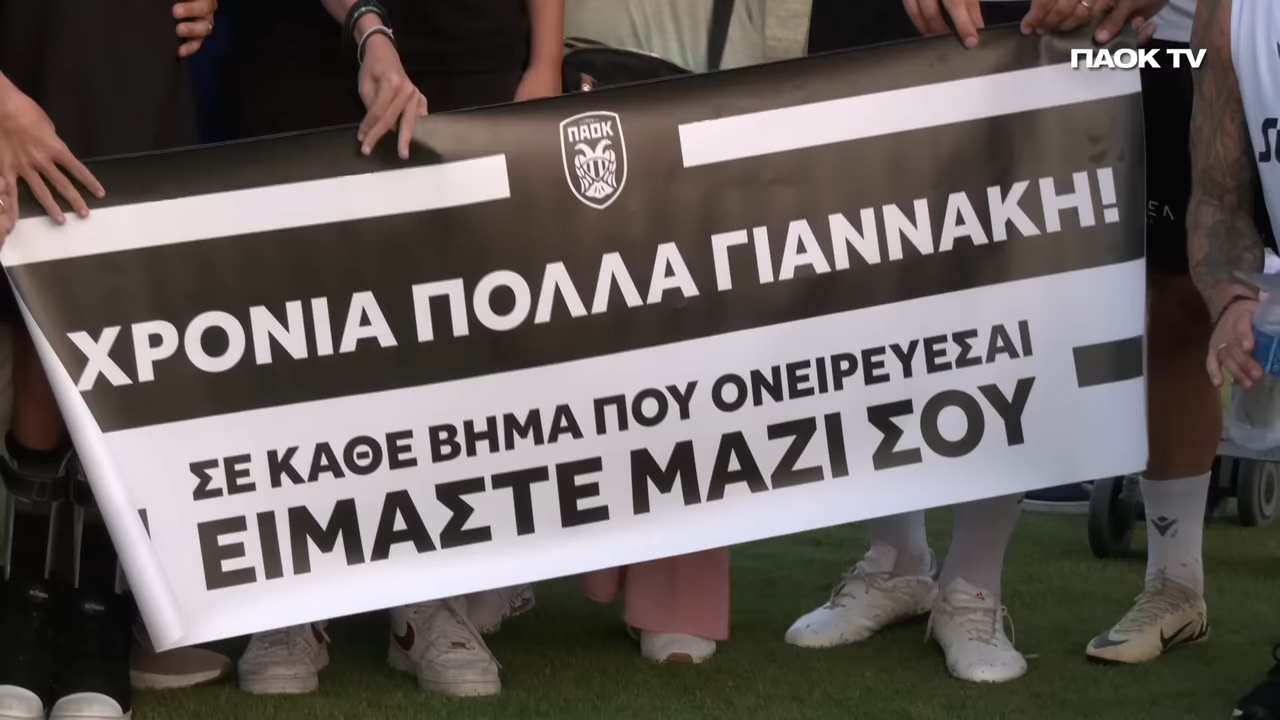 ΠΑΟΚ TV
ΠΑΟΚ
ΧΡΟΝΙΑ ΠΟΛΛΑ ΓΙΑΝΝΑΚΗ!
ΣΕ ΚΑΘΕ ΒΗΜΑ ΠΟΥ ΟΝΕΙΡΕΥΕΣΑΙ
ΕΙΜΑΣΤΕ ΜΑΖΙ ΣΟΥ